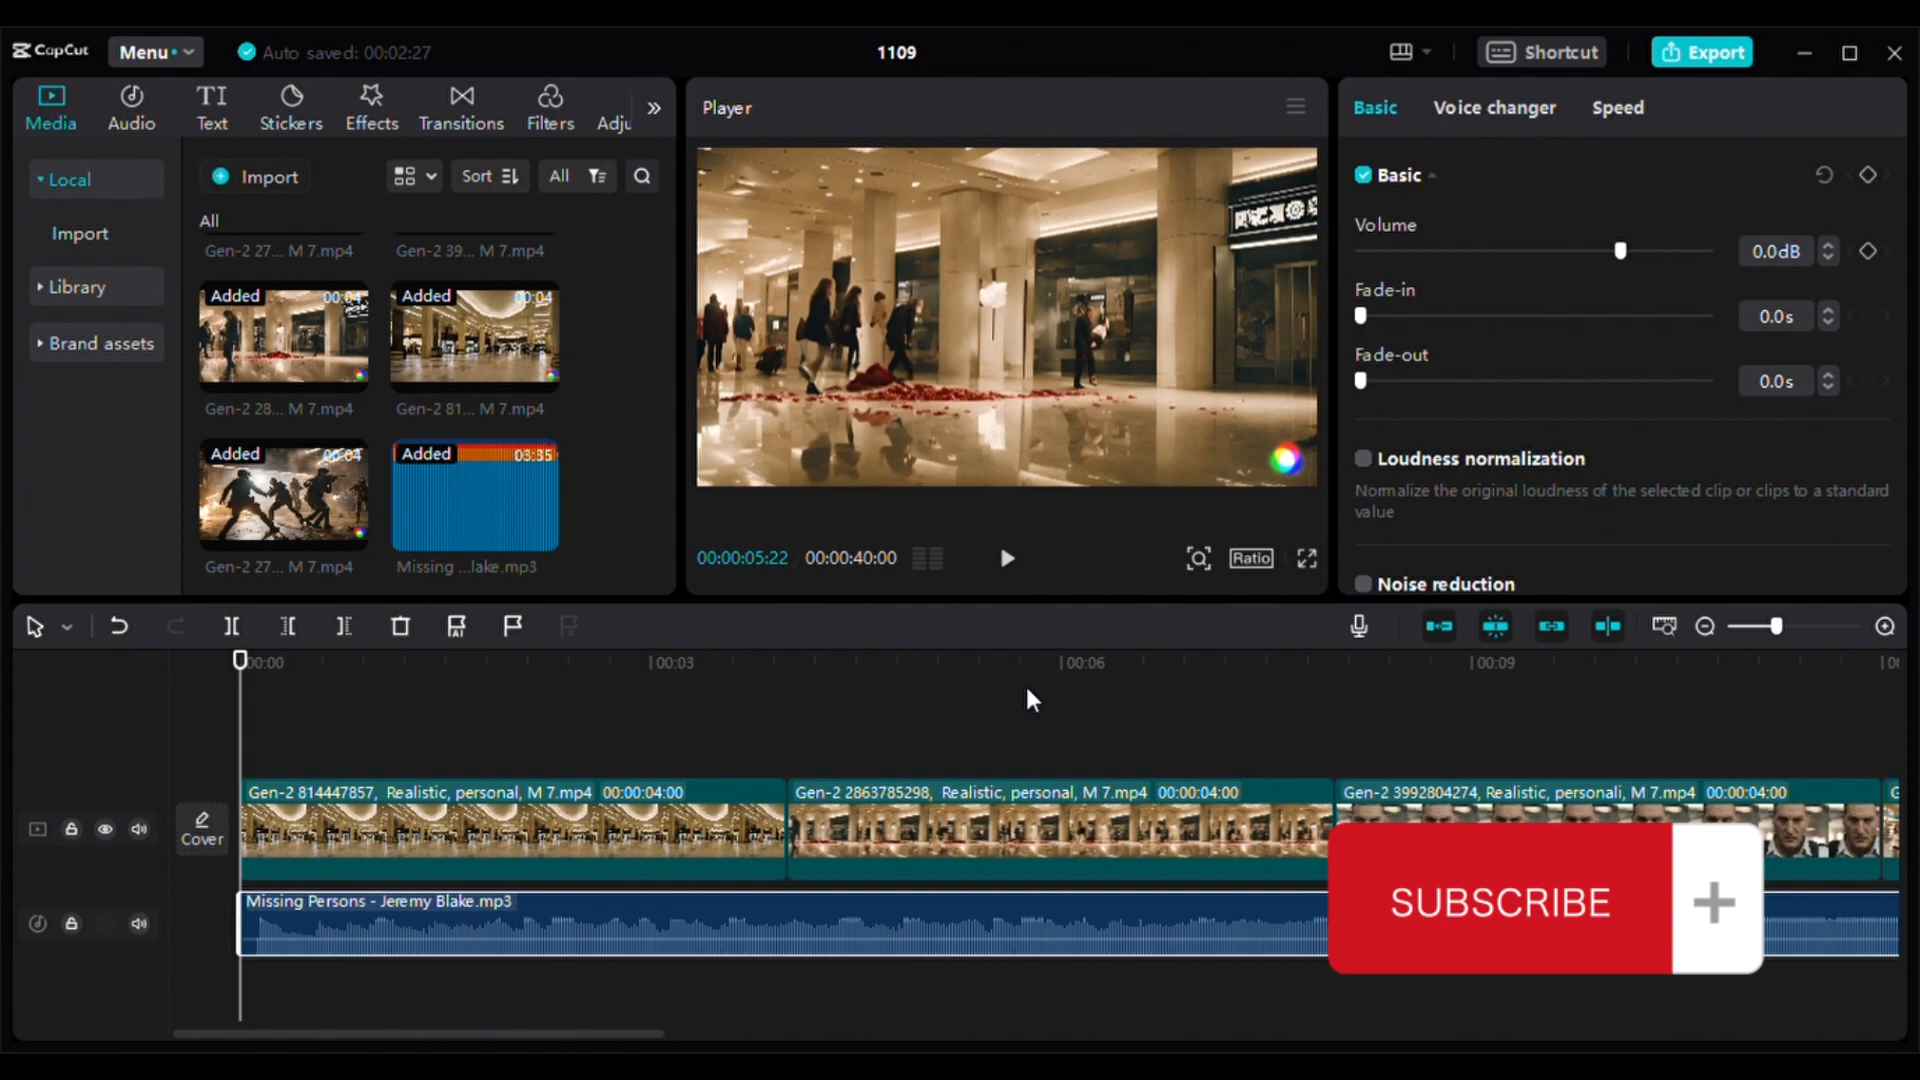 CapCut
Menu
Auto saved: 00:02:27
1109
Shortcut
Export
Media
Audio
TI
Text
Stickers
Effects
Transitions
Filters
Adju
Player
Basic
Voice changer
Speed
Local
Import
Library
Brand assets
Import
Sort
All
All
Gen-2 27... M 7.mp4
Gen-2 39... M 7.mp4
Added
00:04
Added
00:04
Gen-2 28... M 7.mp4
Gen-2 81... M 7.mp4
Added
00:04
Added
03:35
Gen-2 27... M 7.mp4
Missing ...lake.mp3
00:00:05:22
00:00:40:00
Ratio
Basic
Volume
0.0dB
Fade-in
0.0s
Fade-out
0.0s
Loudness normalization
Normalize the original loudness of the selected clip or clips to a standard
value
Noise reduction
AI
00:00
00:03
00:06
00:09
Cover
Gen-2 814447857, Realistic, personal, M 7.mp4 00:00:04:00
Gen-2 2863785298, Realistic, personal, M 7.mp4 00:00:04:00
Gen-2 3992804274, Realistic, personali, M 7.mp4 00:00:04:00
Missing Persons - Jeremy Blake.mp3
SUBSCRIBE